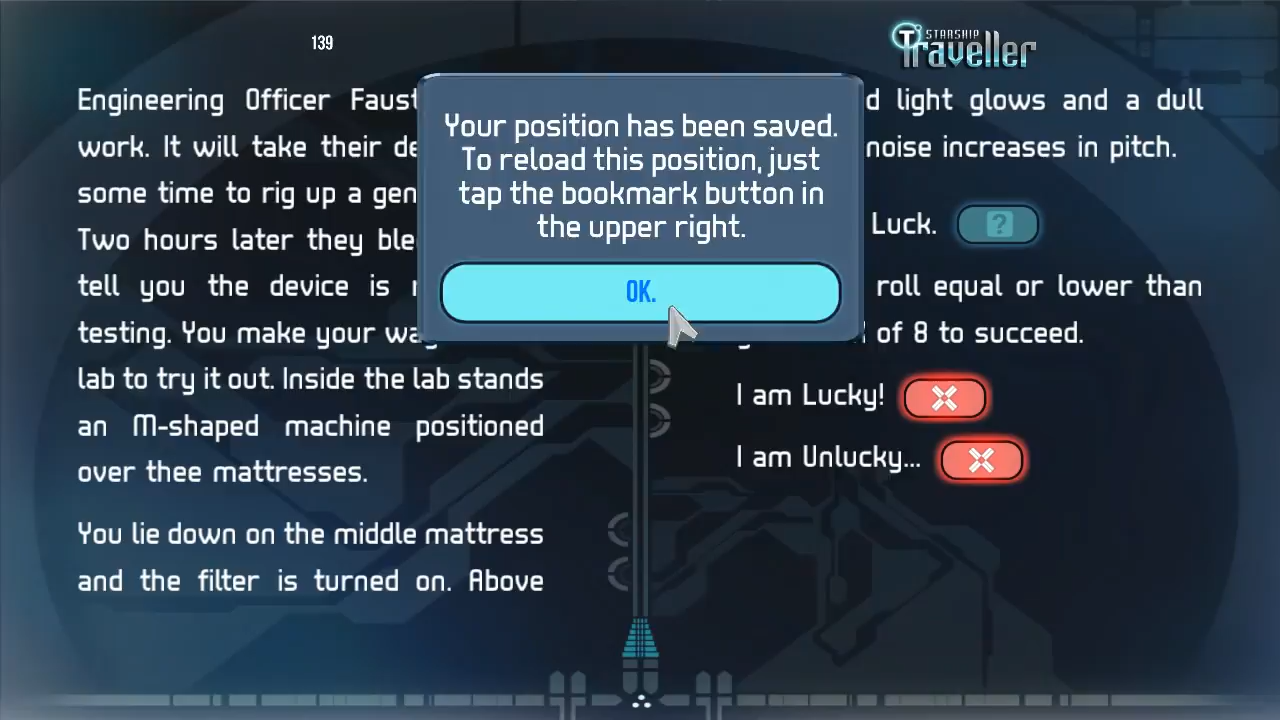 139
STARSHIP
Traveller
Engineering Officer
work. It will take their
some time to rig up a
Two hours later they
tell you the device is
testing. You make your
lab to try it out. Inside the lab stands
an M-shaped machine positioned
over thee mattresses.
You lie down on the middle mattress
and the filter is turned on. Above
Your position has been saved.
To reload this position, just
tap the bookmark button in
the upper right.
OK.
light glows and a dull
noise increases in pitch.
Luck. ?
roll equal or lower than
of 8 to succeed.
I am Lucky!
I am Unlucky...